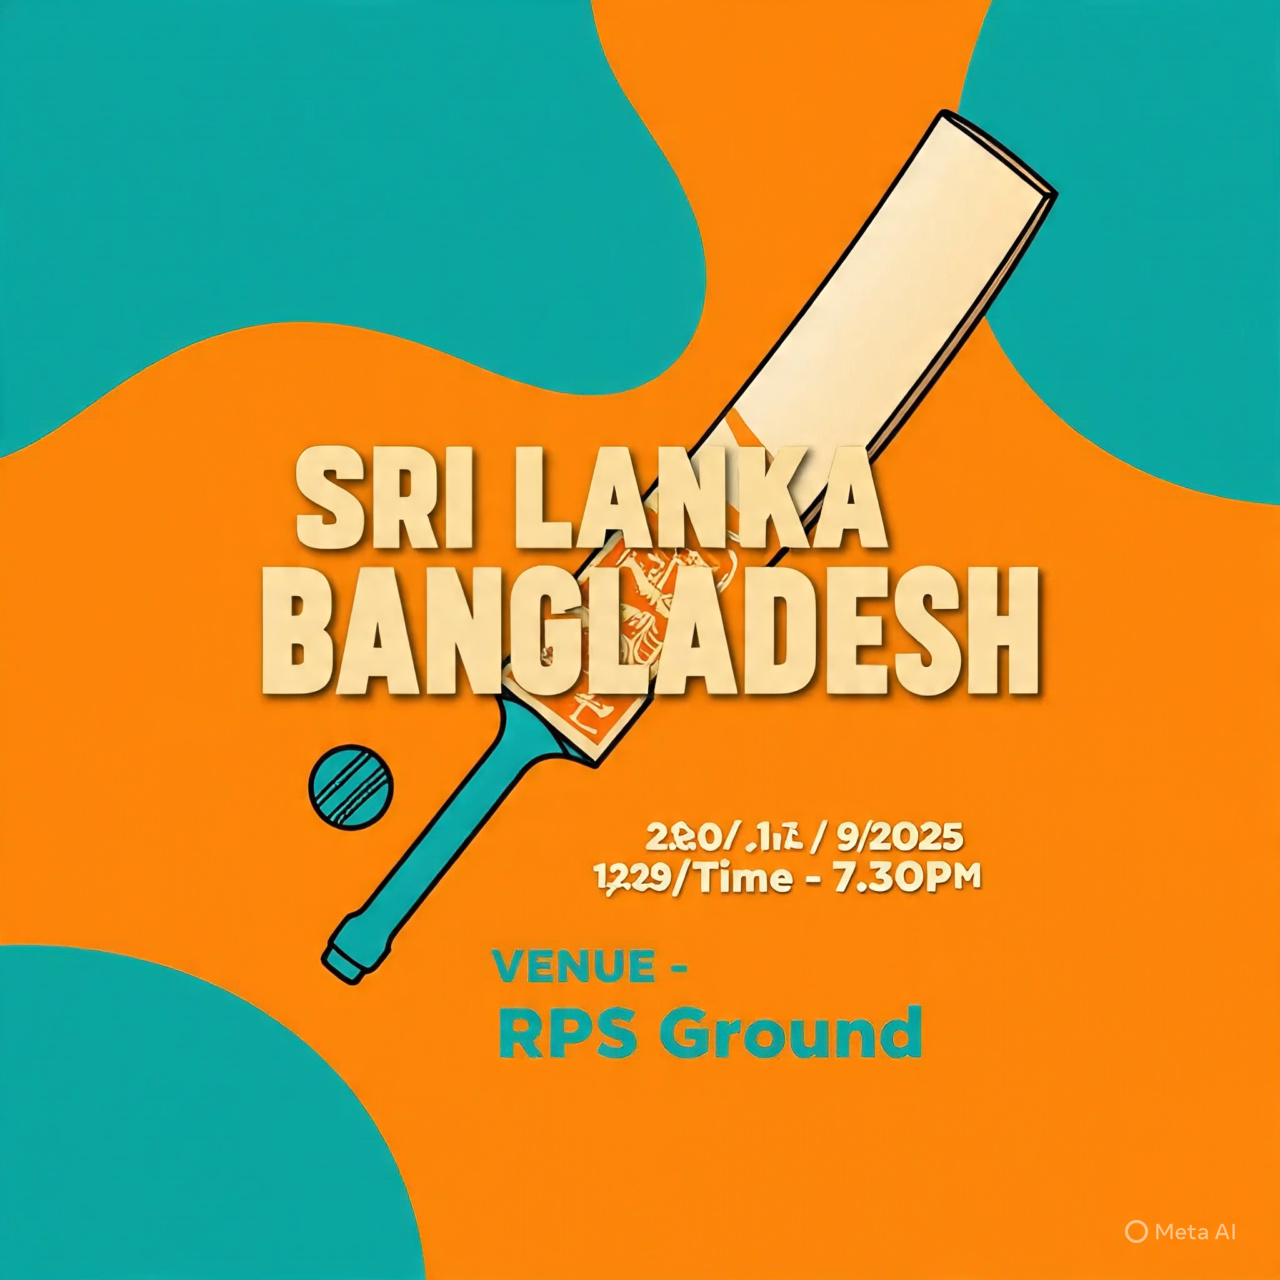 SRI LANKA
BANGLADESH
/ 9/2025
/Time - 7.30PM
VENUE -
RPS Ground
Meta AI